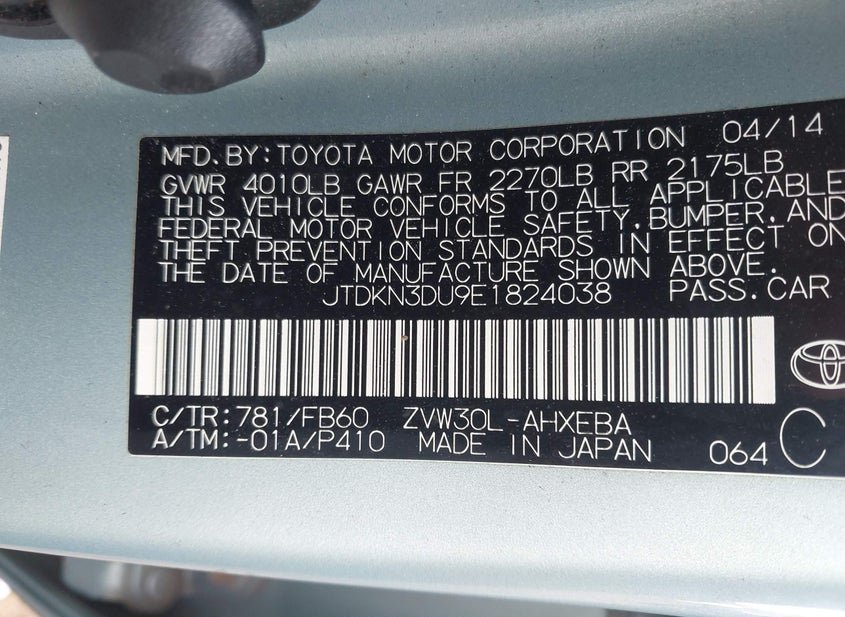 MFD.BY:TOYOTA MOTOR CORPORATION 04/14
GVWR 4010LB GAWR FR 2270LB RR 2175LB
THIS VEHICLE CONFORMS TO ALL APPLICABLE
FEDERAL MOTOR VEHICLE SAFETY,BUMPER,AND
THEFT PREVENTION STANDARDS IN EFFECT ON
THE DATE OF MANUFACTURE SHOWN ABOVE.
JTDKN3DU9E1824038 PASS.CAR
C/TR:781/FB60 ZVW30L-AHXEBA
A/TM:-01A/P410 MADE IN JAPAN 064 C